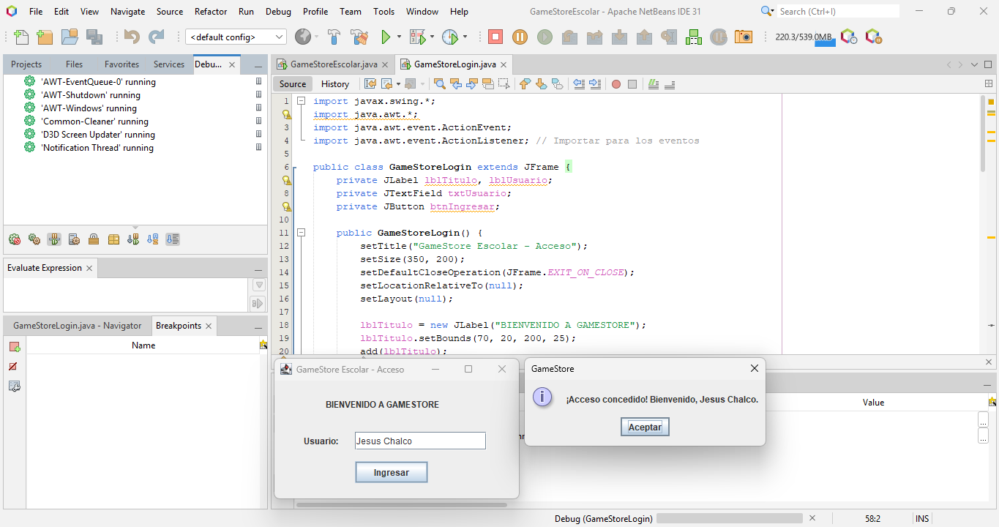 File Edit View Navigate Source Refactor Run Debug Profile Team Tools Window Help
GameStoreEscolar - Apache NetBeans IDE 31
Search (Ctrl+I)
<default config>
220.3/539.0MB
Projects Files Favorites Services Debu...
'AWT-EventQueue-0' running
'AWT-Shutdown' running
'AWT-Windows' running
'Common-Cleaner' running
'D3D Screen Updater' running
'Notification Thread' running
Evaluate Expression
GameStoreLogin.java - Navigator Breakpoints
Name
GameStoreEscolar.java GameStoreLogin.java
Source History
1 import javax.swing.*;
import java.awt.*;
3 import java.awt.event.ActionEvent;
4 import java.awt.event.ActionListener; // Importar para los eventos
5
6 public class GameStoreLogin extends JFrame {
private JLabel lblTitulo, lblUsuario;
8 private JTextField txtUsuario;
private JButton btnIngresar;
10
11 public GameStoreLogin() {
12 setTitle("GameStore Escolar - Acceso");
13 setSize(350, 200);
14 setDefaultCloseOperation(JFrame.EXIT_ON_CLOSE);
15 setLocationRelativeTo(null);
16 setLayout(null);
17
18 lblTitulo = new JLabel("BIENVENIDO A GAMESTORE");
19 lblTitulo.setBounds(70, 20, 200, 25);
20 add(lblTitulo);
GameStore Escolar - Acceso
BIENVENIDO A GAMESTORE
Usuario: Jesus Chalco
Ingresar
GameStore
¡Acceso concedido! Bienvenido, Jesus Chalco.
Aceptar
Value
...
...
Debug (GameStoreLogin)
58:2 INS